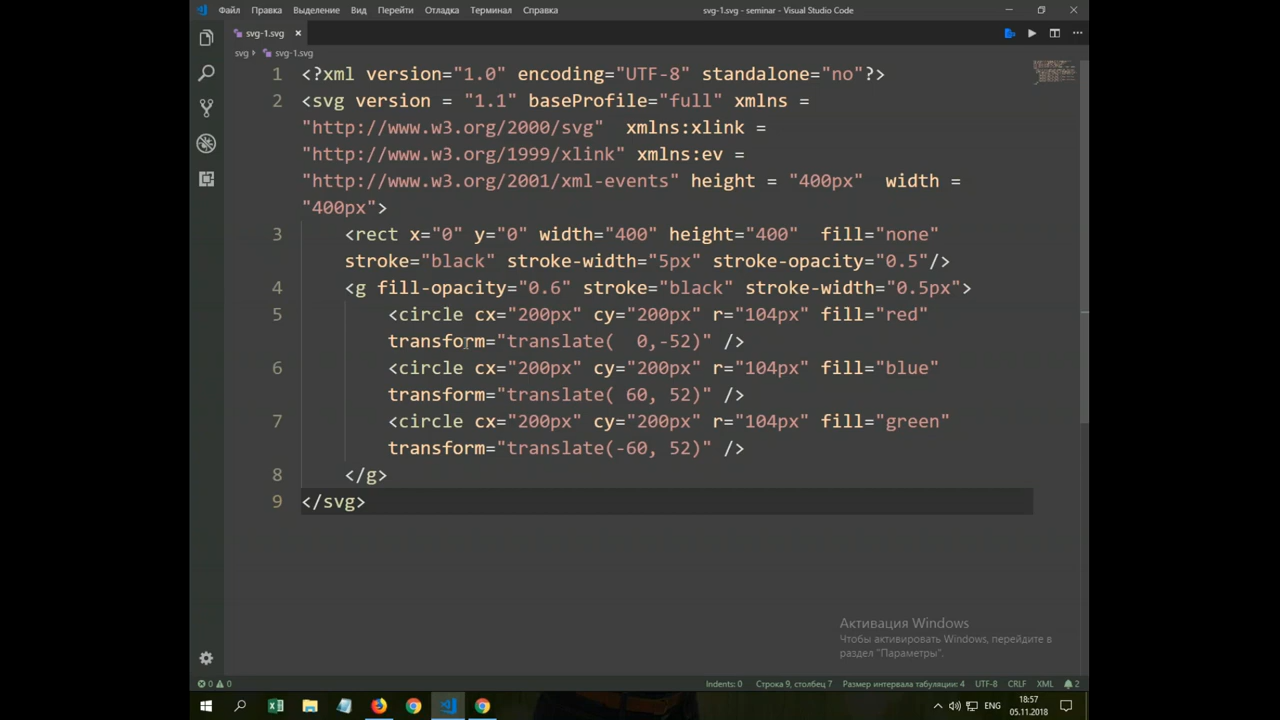 Файл Правка Выделение Вид Перейти Отладка Терминал Справка svg-1.svg - seminar - Visual Studio Code
svg-1.svg
svg svg-1.svg
1 <?xml version="1.0" encoding="UTF-8" standalone="no"?>
2 <svg version = "1.1" baseProfile="full" xmlns =
"http://www.w3.org/2000/svg"  xmlns:xlink =
"http://www.w3.org/1999/xlink" xmlns:ev =
"http://www.w3.org/2001/xml-events" height = "400px"  width =
"400px">
3     <rect x="0" y="0" width="400" height="400"  fill="none"
stroke="black" stroke-width="5px" stroke-opacity="0.5"/>
4     <g fill-opacity="0.6" stroke="black" stroke-width="0.5px">
5         <circle cx="200px" cy="200px" r="104px" fill="red"
transform="translate(  0,-52)" />
6         <circle cx="200px" cy="200px" r="104px" fill="blue"
transform="translate( 60, 52)" />
7         <circle cx="200px" cy="200px" r="104px" fill="green"
transform="translate(-60, 52)" />
8     </g>
9 </svg>
Активация Windows
Чтобы активировать Windows, перейдите в
раздел "Параметры".
0 0 Indents: 0 Строка 9, столбец 7 Размер интервала табуляции: 4 UTF-8 CRLF XML 2
ENG 18:57
05.11.2018